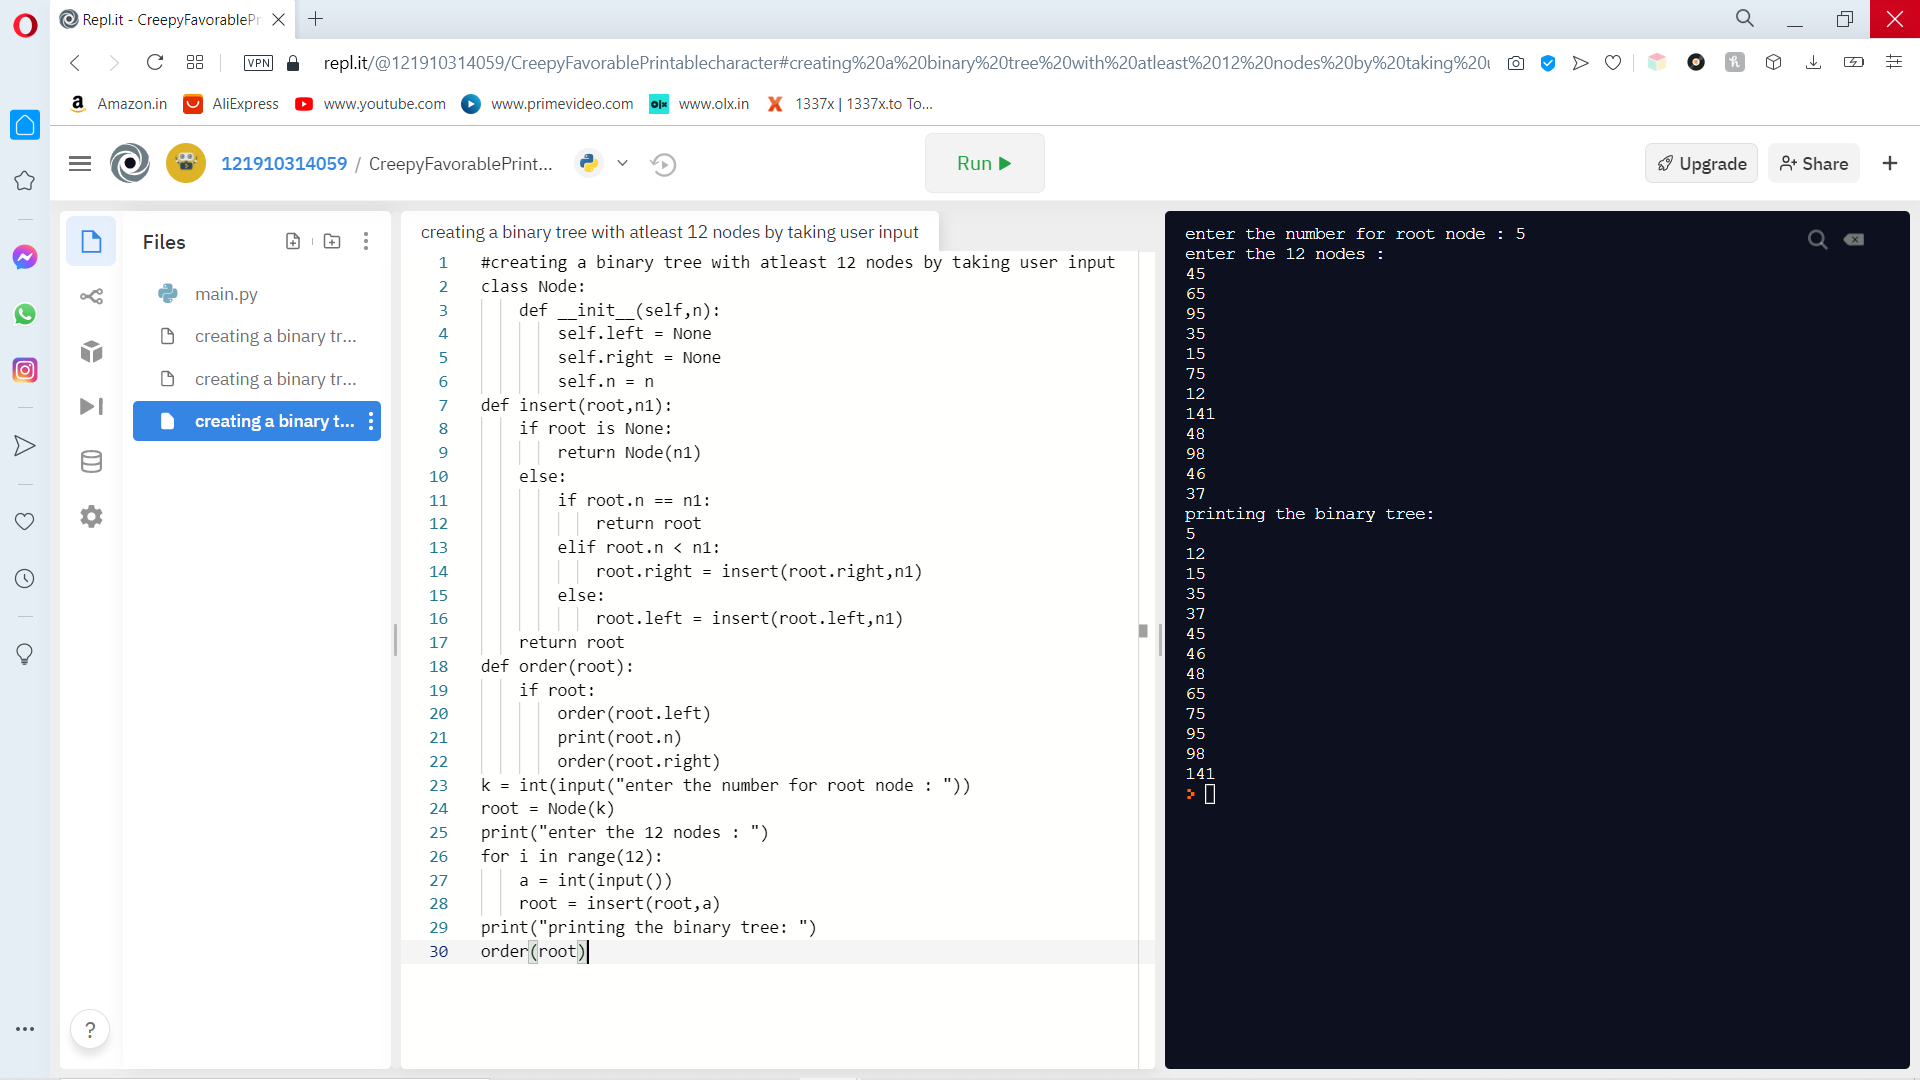 Repl.it - CreepyFavorablePr
VPN
repl.it/@121910314059/CreepyFavorablePrintablecharacter#creating%20a%20binary%20tree%20with%20atleast%2012%20nodes%20by%20taking%20u
Amazon.in
AliExpress
www.youtube.com
www.primevideo.com
olx
www.olx.in
1337x | 1337x.to To...
121910314059 / CreepyFavorablePrint...
Run
Upgrade
Share
Files
main.py
creating a binary tr...
creating a binary tr...
creating a binary t...
?
creating a binary tree with atleast 12 nodes by taking user input
1 #creating a binary tree with atleast 12 nodes by taking user input
2 class Node:
3 def __init__(self,n):
4 self.left = None
5 self.right = None
6 self.n = n
7 def insert(root,n1):
8 if root is None:
9 return Node(n1)
10 else:
11 if root.n == n1:
12 return root
13 elif root.n < n1:
14 root.right = insert(root.right,n1)
15 else:
16 root.left = insert(root.left,n1)
17 return root
18 def order(root):
19 if root:
20 order(root.left)
21 print(root.n)
22 order(root.right)
23 k = int(input("enter the number for root node : "))
24 root = Node(k)
25 print("enter the 12 nodes : ")
26 for i in range(12):
27 a = int(input())
28 root = insert(root,a)
29 print("printing the binary tree: ")
30 order(root)
enter the number for root node : 5
enter the 12 nodes :
45
65
95
35
15
75
12
141
48
98
46
37
printing the binary tree:
5
12
15
35
37
45
46
48
65
75
95
98
141
>